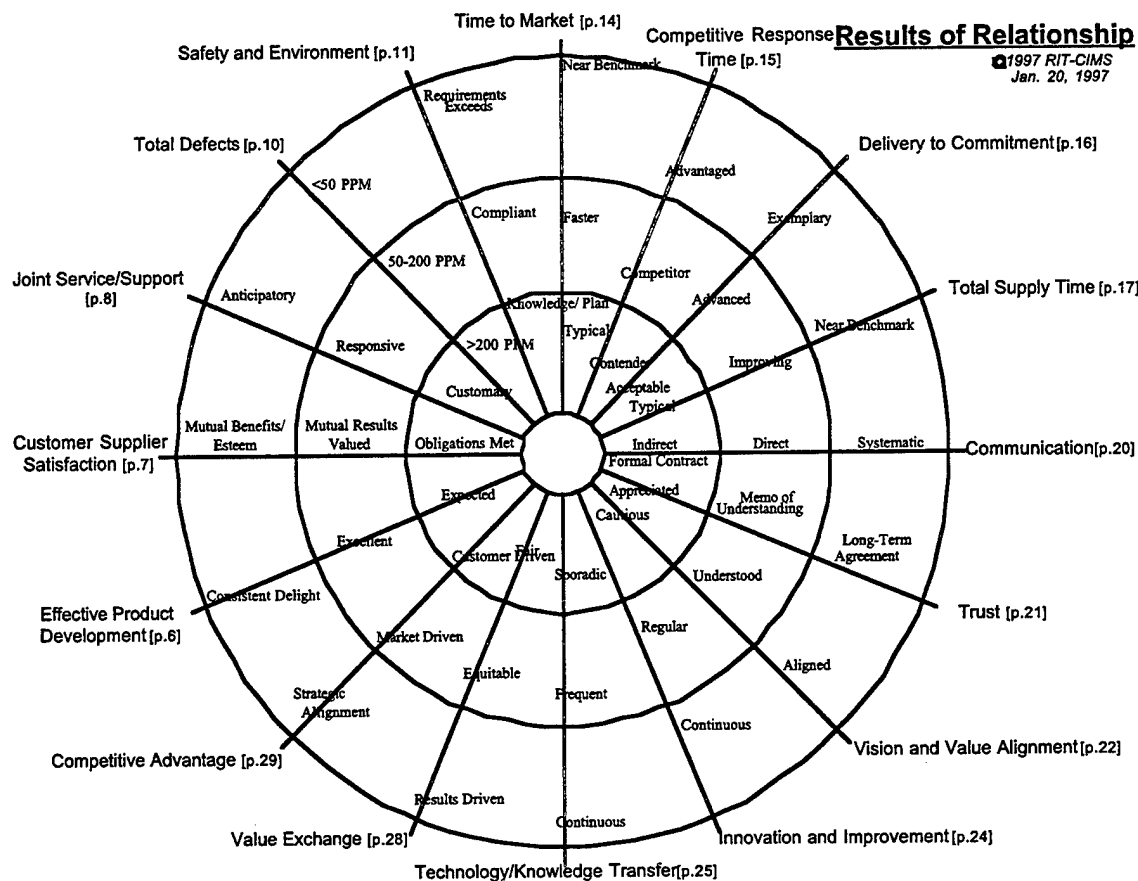 Time to Market [p.14]
Competitive Response
Time [p.15]
Results of Relationship
©1997 RIT-CIMS
Jan. 20, 1997
Safety and Environment [p.11]
Near Benchmark
Requirements
Exceeds
Total Defects [p.10]
Delivery to Commitment [p.16]
<50 PPM
Advantaged
Compliant
Faster
Exemplary
50-200 PPM
Joint Service/Support
[p.8]
Anticipatory
Competitor
Advanced
Total Supply Time [p.17]
Knowledge/ Plan
Near Benchmark
Responsive
>200 PPM
Typical
Contender
Improving
Customary
Acceptable
Typical
Customer Supplier
Satisfaction [p.7]
Mutual Benefits/
Esteem
Mutual Results
Valued
Obligations Met
Indirect
Direct
Systematic
Communication[p.20]
Formal Contract
Expected
Appreciated
Memo of
Understanding
Cautious
Excellent
Customer Driven
Fair
Long-Term
Agreement
Sporadic
Understood
Consistent Delight
Effective Product
Development[p.6]
Trust [p.21]
Market Driven
Regular
Equitable
Aligned
Strategic
Alignment
Frequent
Continuous
Competitive Advantage [p.29]
Vision and Value Alignment[p.22]
Results Driven
Continuous
Value Exchange [p.28]
Innovation and Improvement[p.24]
Technology/Knowledge Transfer[p.25]